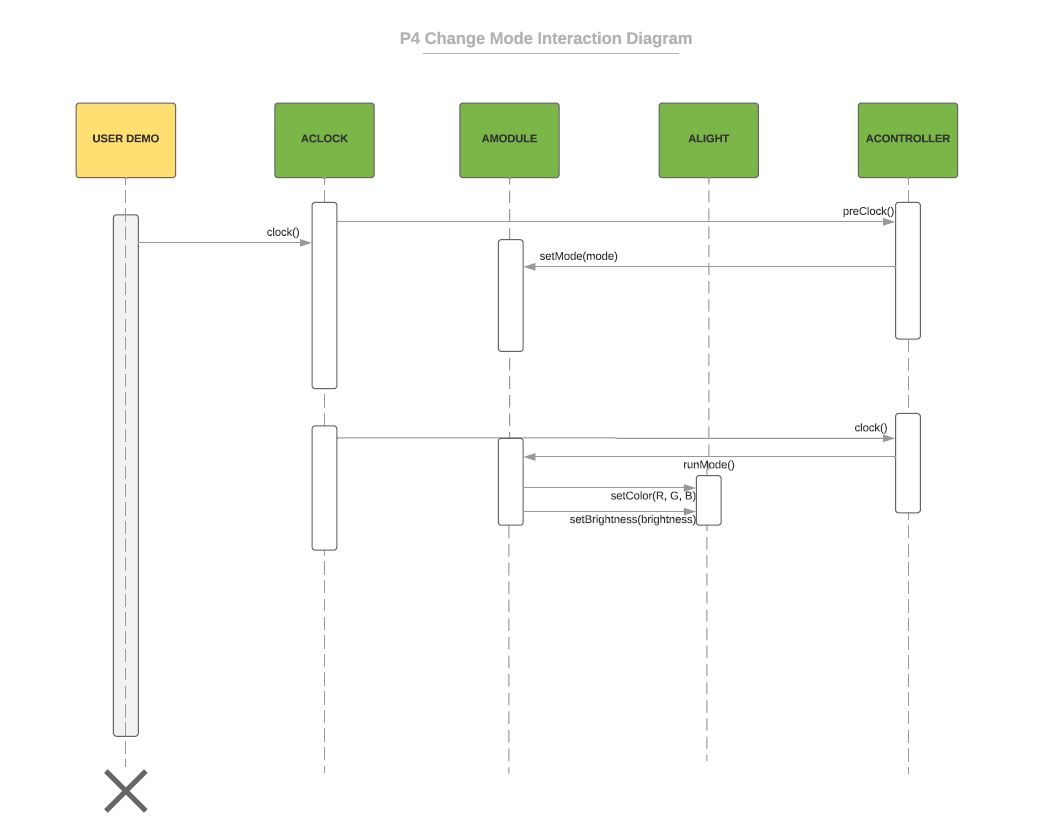 P4 Change Mode Interaction Diagram
USER DEMO
ACLOCK
AMODULE
ALIGHT
ACONTROLLER
preClock()
clock()
setMode(mode)
clock()
runMode()
setColor(R, G, B)
setBrightness(brightness)